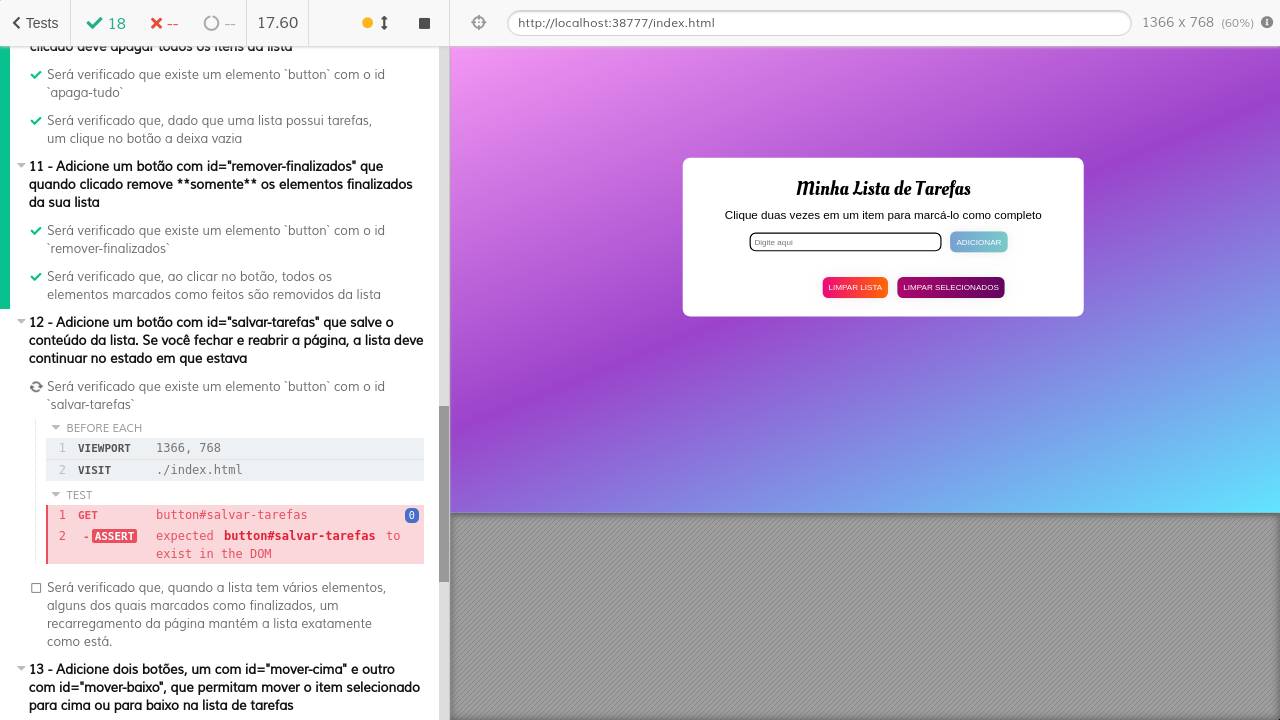 Tests
18
--
--
17.60
http://localhost:38777/index.html
1366 x 768 (60%)
clicado deve apagar todos os itens da lista
Será verificado que existe um elemento `button` com o id
`apaga-tudo`
Será verificado que, dado que uma lista possui tarefas,
um clique no botão a deixa vazia
11 - Adicione um botão com id="remover-finalizados" que
quando clicado remove **somente** os elementos finalizados
da sua lista
Será verificado que existe um elemento `button` com o id
`remover-finalizados`
Será verificado que, ao clicar no botão, todos os
elementos marcados como feitos são removidos da lista
12 - Adicione um botão com id="salvar-tarefas" que salve o
conteúdo da lista. Se você fechar e reabrir a página, a lista deve
continuar no estado em que estava
Será verificado que existe um elemento `button` com o id
`salvar-tarefas`
BEFORE EACH
1 VIEWPORT 1366, 768
2 VISIT ./index.html
TEST
1 GET button#salvar-tarefas 0
2 -ASSERT expected button#salvar-tarefas to
exist in the DOM
Será verificado que, quando a lista tem vários elementos,
alguns dos quais marcados como finalizados, um
recarregamento da página mantém a lista exatamente
como está.
13 - Adicione dois botões, um com id="mover-cima" e outro
com id="mover-baixo", que permitam mover o item selecionado
para cima ou para baixo na lista de tarefas
Minha Lista de Tarefas
Clique duas vezes em um item para marcá-lo como completo
Digite aqui
ADICIONAR
LIMPAR LISTA
LIMPAR SELECIONADOS